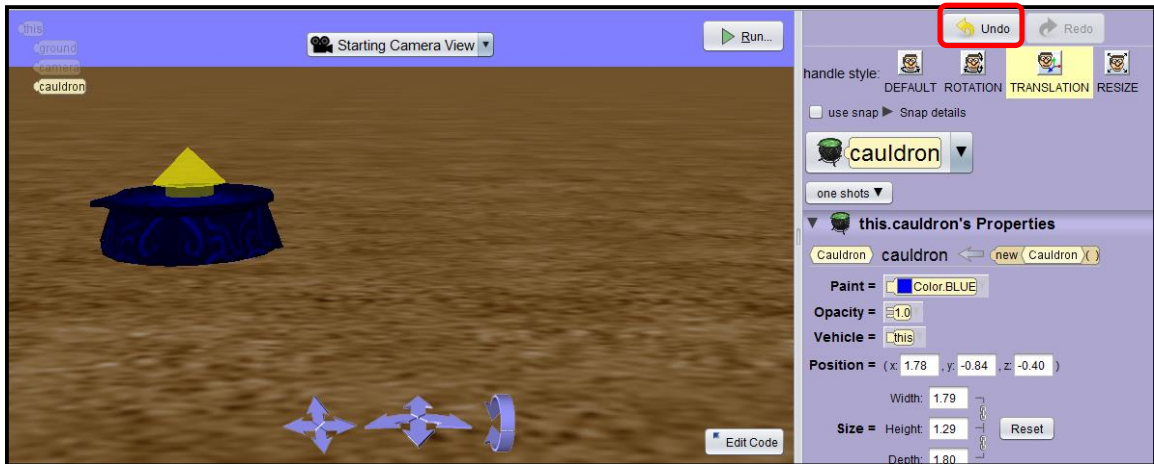 this
ground
camera
cauldron
Starting Camera View
Run...
Edit Code
Undo
Redo
handle style:
DEFAULT ROTATION TRANSLATION RESIZE
use snap Snap details
cauldron
one shots
this.cauldron's Properties
Cauldron cauldron new Cauldron ( )
Paint = Color.BLUE
Opacity = 1.0
Vehicle = this
Position = ( x: 1.78 , y: -0.84 , z: -0.40 )
Width: 1.79
Size = Height: 1.29 Reset
Depth: 1.80